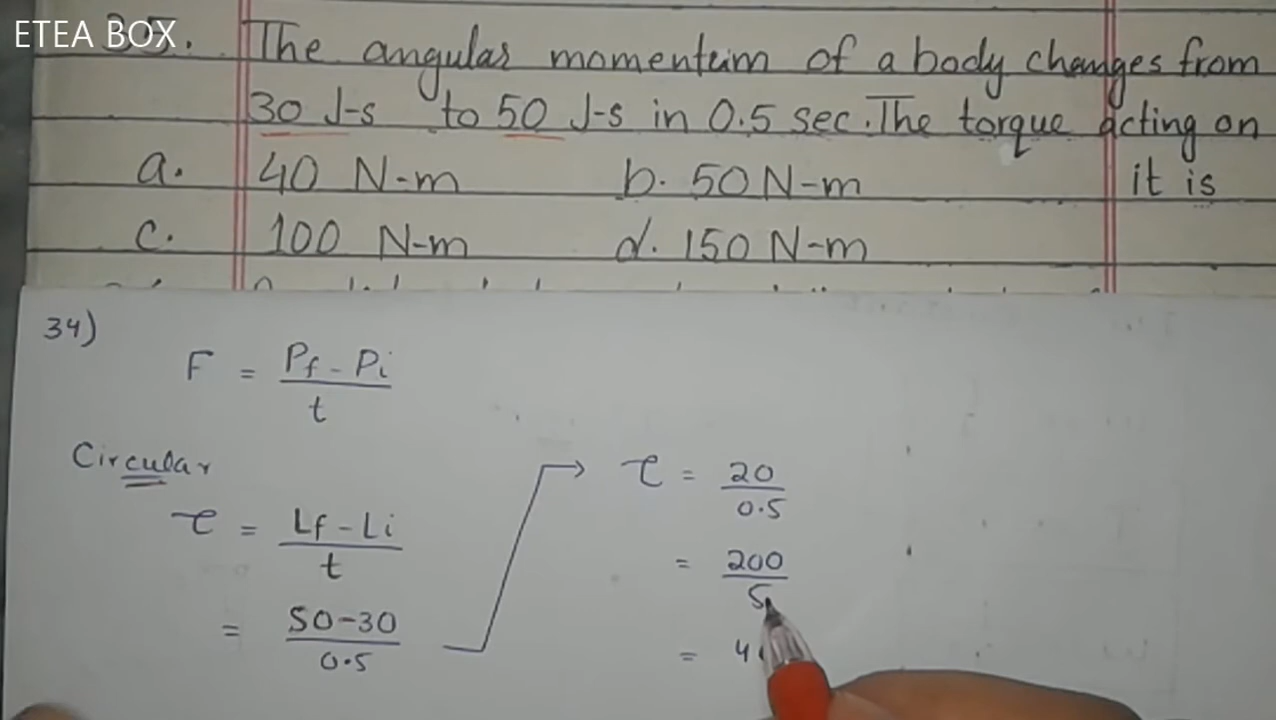 ETEA BOX
35. The angular momentum of a body changes from
30 J-s to 50 J-s in 0.5 sec. The torque acting on
a. 40 N-m b. 50 N-m it is
c. 100 N-m d. 150 N-m
34)
F = Pf - Pi
t
Circular
τ = Lf - Li
t
= 50-30
0.5
τ = 20
0.5
= 200
5
= 4